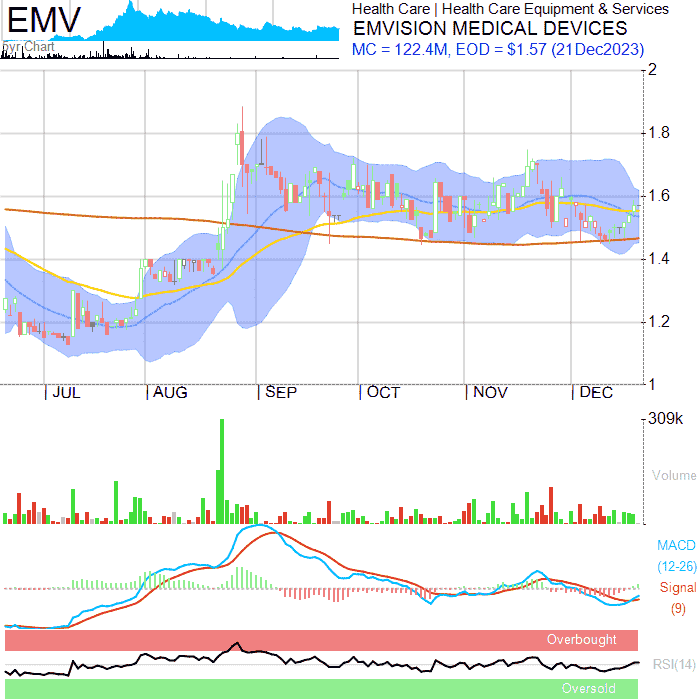 EMV
5yr Chart
Health Care | Health Care Equipment & Services
EMVISION MEDICAL DEVICES
MC = 122.4M, EOD = $1.57 (21Dec2023)
2
1.8
1.6
1.4
1.2
1
JUL AUG SEP OCT NOV DEC
309k
Volume
MACD
(12-26)
Signal
(9)
Overbought
RSI(14)
Oversold